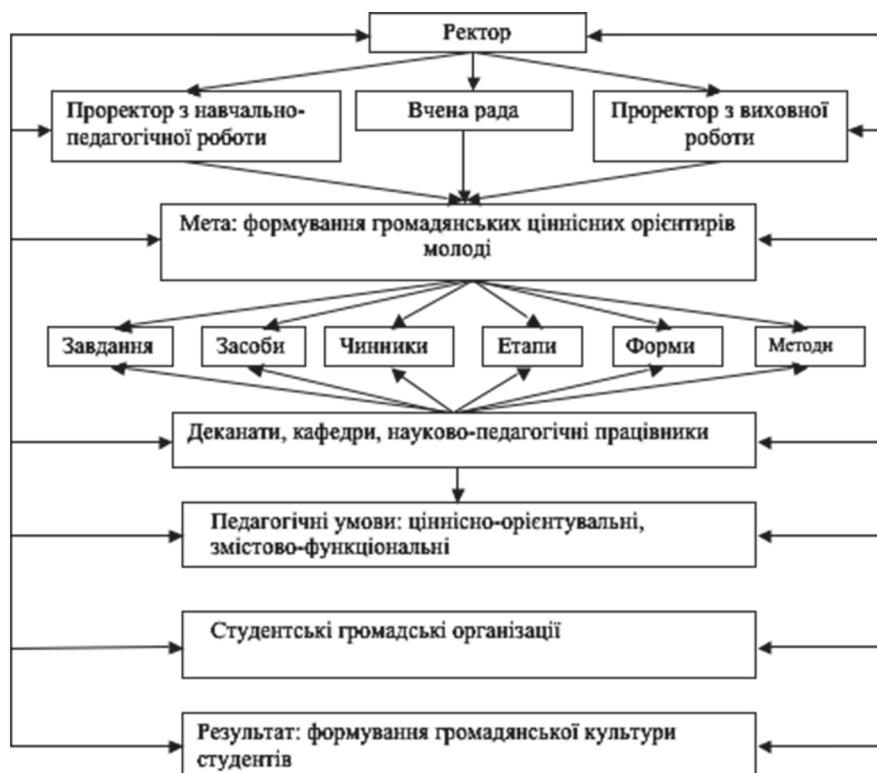 Ректор
Проректор з навчально-
педагогічної роботи
Вчена рада
Проректор з виховної
роботи
Мета: формування громадянських ціннісних орієнтирів
молоді
Завдання
Засоби
Чинники
Етапи
Форми
Методи
Деканати, кафедри, науково-педагогічні працівники
Педагогічні умови: ціннісно-орієнтувальні,
змістово-функціональні
Студентські громадські організації
Результат: формування громадянської культури
студентів